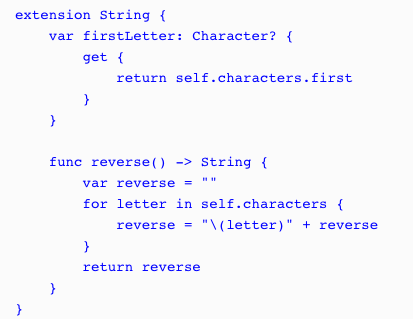 extension String {
    var firstLetter: Character? {
        get {
            return self.characters.first
        }
    }

    func reverse() -> String {
        var reverse = ""
        for letter in self.characters {
            reverse = "\(letter)" + reverse
        }
        return reverse
    }
}